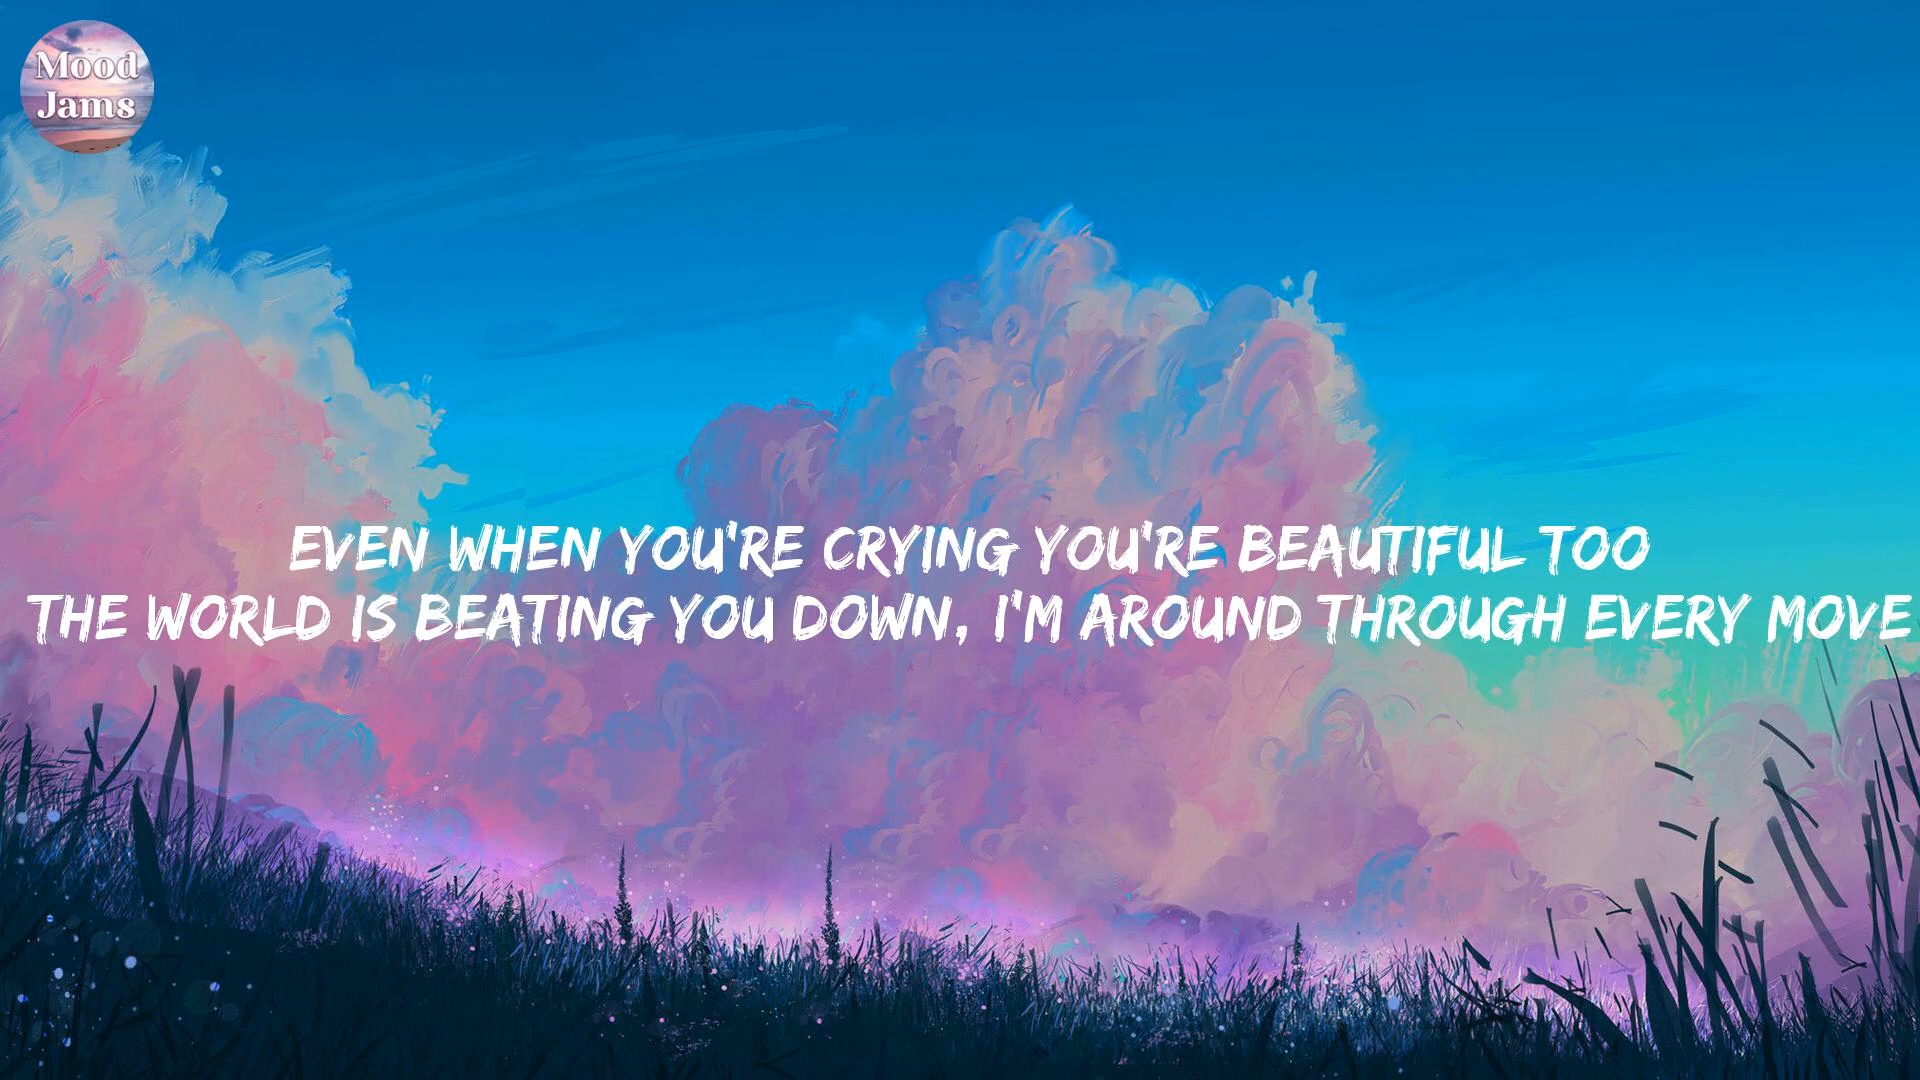 Mood
Jams
EVEN WHEN YOU'RE CRYING YOU'RE BEAUTIFUL TOO
THE WORLD IS BEATING YOU DOWN, I'M AROUND THROUGH EVERY MOVE